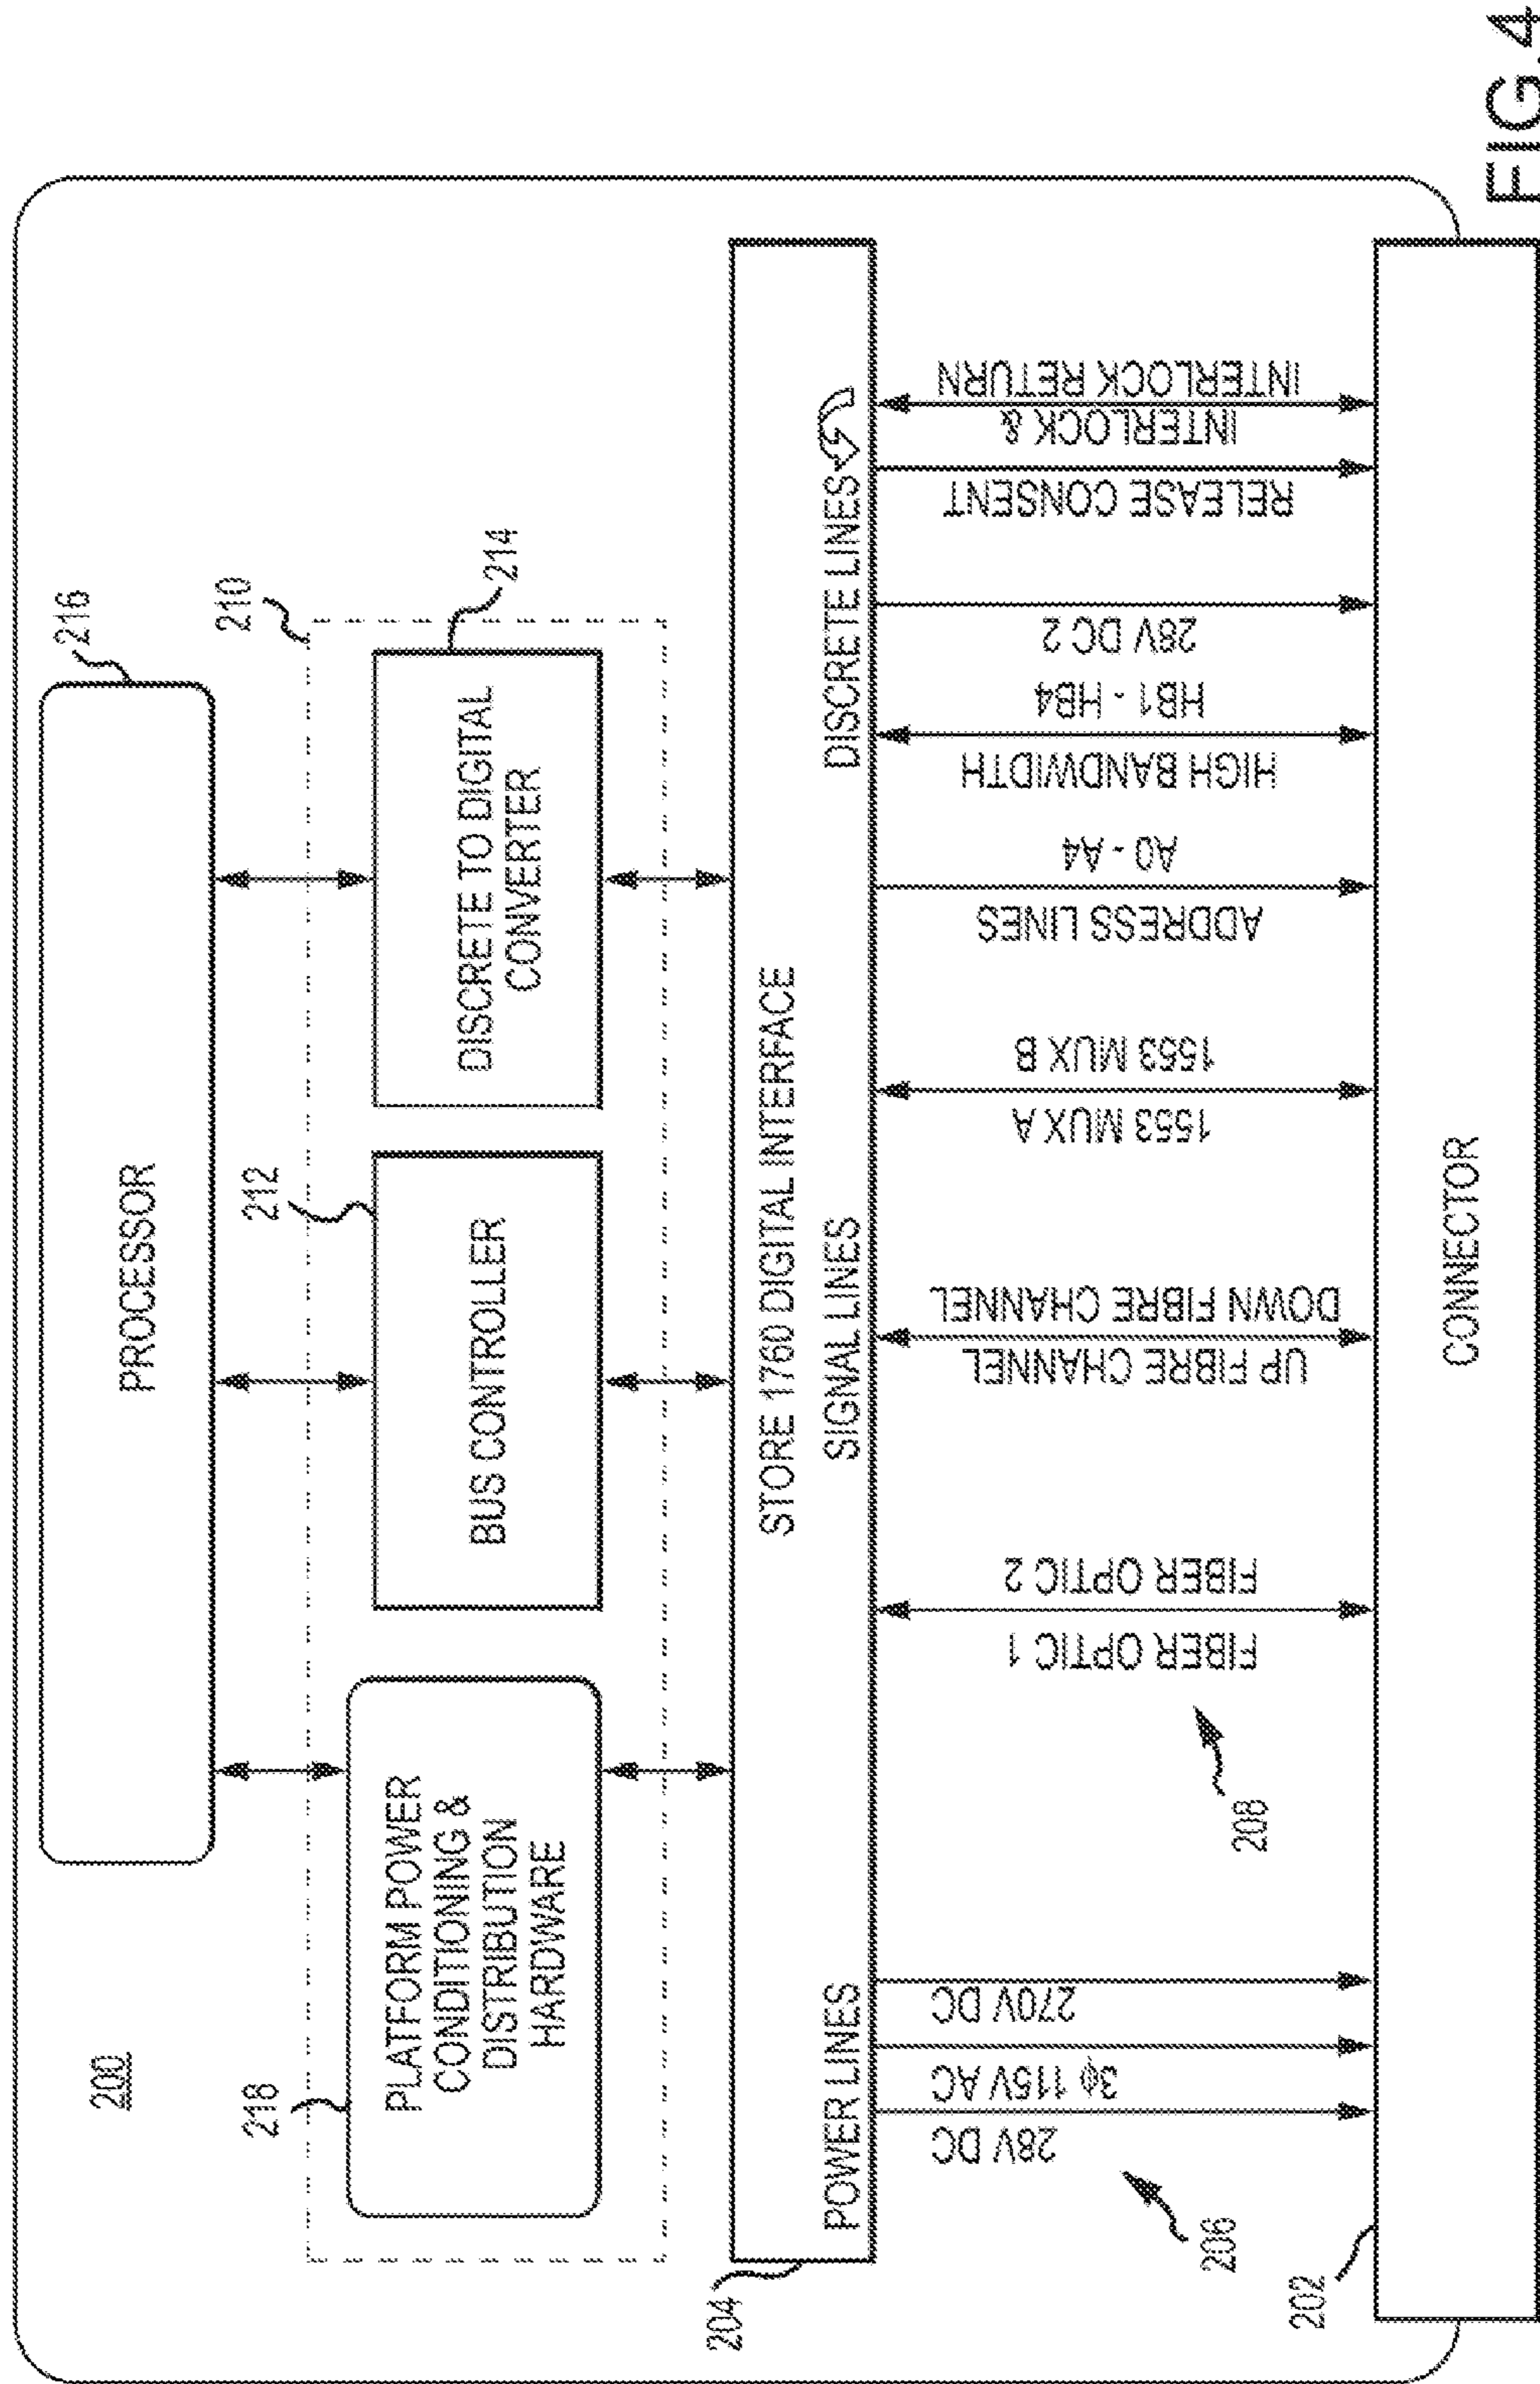 200
PROCESSOR
216
210
218
PLATFORM POWER
CONDITIONING &
DISTRIBUTION
HARDWARE
212
BUS CONTROLLER
DISCRETE TO DIGITAL
CONVERTER
214
204
STORE 1760 DIGITAL INTERFACE
POWER LINES
SIGNAL LINES
DISCRETE LINES
28V DC
3ϕ 115V AC
270V DC
206
FIBER OPTIC 1
FIBER OPTIC 2
208
UP FIBRE CHANNEL
DOWN FIBRE CHANNEL
1553 MUX A
1553 MUX B
ADDRESS LINES
A0 - A4
HIGH BANDWIDTH
HB1 - HB4
28V DC 2
RELEASE CONSENT
INTERLOCK &
INTERLOCK RETURN
202
CONNECTOR
FIG.4